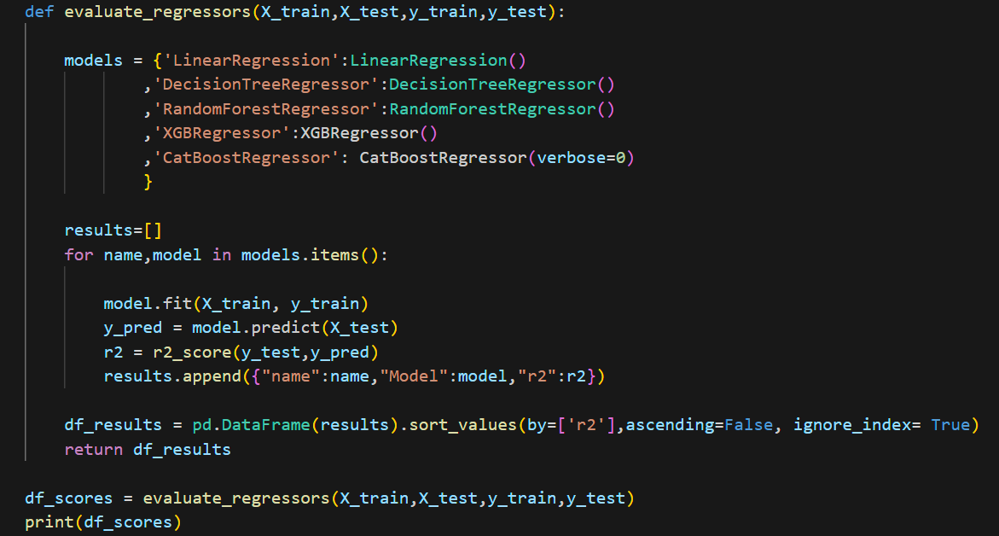 def evaluate_regressors(X_train,X_test,y_train,y_test):
models = {'LinearRegression':LinearRegression()
,'DecisionTreeRegressor':DecisionTreeRegressor()
,'RandomForestRegressor':RandomForestRegressor()
,'XGBRegressor':XGBRegressor()
,'CatBoostRegressor': CatBoostRegressor(verbose=0)
}
results=[]
for name,model in models.items():
model.fit(X_train, y_train)
y_pred = model.predict(X_test)
r2 = r2_score(y_test,y_pred)
results.append({"name":name,"Model":model,"r2":r2})
df_results = pd.DataFrame(results).sort_values(by=['r2'],ascending=False, ignore_index= True)
return df_results
df_scores = evaluate_regressors(X_train,X_test,y_train,y_test)
print(df_scores)